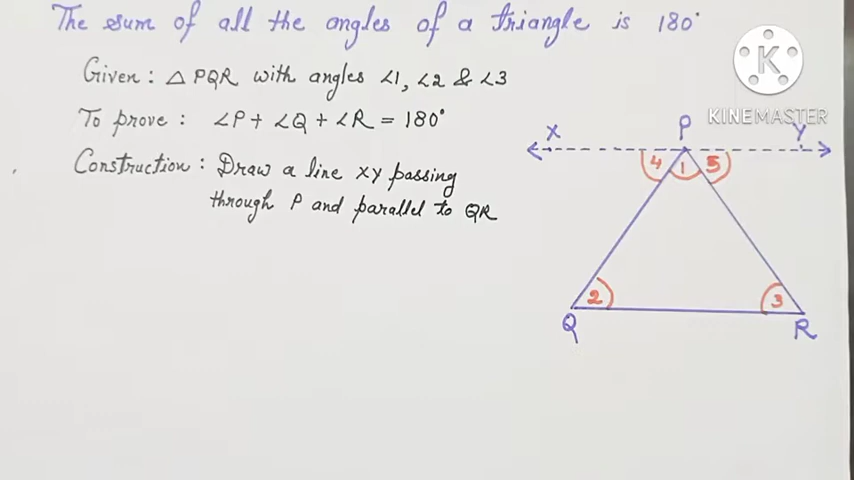 The sum of all the angles of a triangle is 180°
Given : △ PQR with angles ∠1, ∠2 & ∠3
To prove : ∠P + ∠Q + ∠R = 180°
Construction : Draw a line XY passing
through P and parallel to QR
K
KINEMASTER
X P Y
4 1 5
2 3
Q R